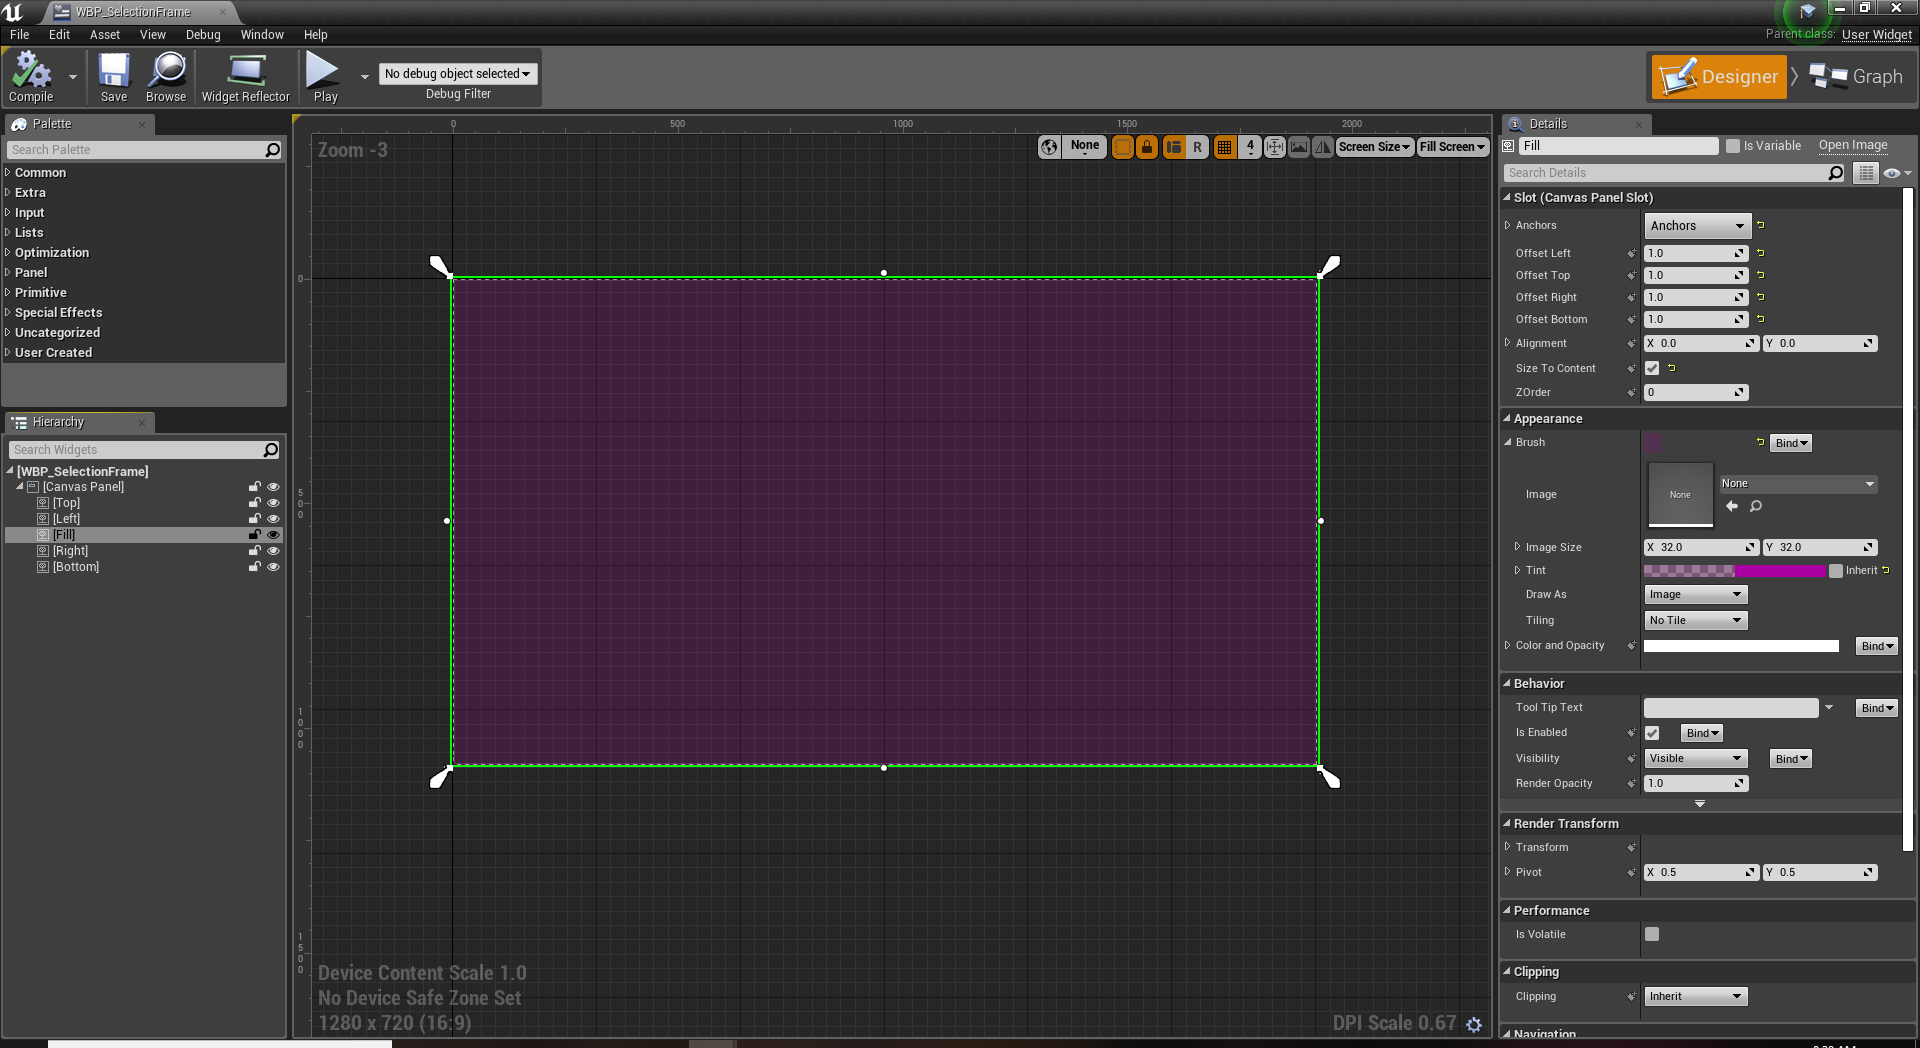 WBP_SelectionFrame
File Edit Asset View Debug Window Help
Parent class: User Widget
Compile
Save
Browse
Widget Reflector
Play
No debug object selected
Debug Filter
Designer
Graph
Palette
Search Palette
Common
Extra
Input
Lists
Optimization
Panel
Primitive
Special Effects
Uncategorized
User Created
Hierarchy
Search Widgets
[WBP_SelectionFrame]
[Canvas Panel]
[Top]
[Left]
[Fill]
[Right]
[Bottom]
0 500 1000 1500 2000
Zoom -3
None R 4 Screen Size Fill Screen
0
500
1000
1500
Device Content Scale 1.0
No Device Safe Zone Set
1280 x 720 (16:9)
DPI Scale 0.67
Details
Fill Is Variable Open Image
Search Details
Slot (Canvas Panel Slot)
Anchors Anchors
Offset Left 1.0
Offset Top 1.0
Offset Right 1.0
Offset Bottom 1.0
Alignment X 0.0 Y 0.0
Size To Content
ZOrder 0
Appearance
Brush Bind
Image None None
Image Size X 32.0 Y 32.0
Tint Inherit
Draw As Image
Tiling No Tile
Color and Opacity Bind
Behavior
Tool Tip Text Bind
Is Enabled Bind
Visibility Visible Bind
Render Opacity 1.0
Render Transform
Transform
Pivot X 0.5 Y 0.5
Performance
Is Volatile
Clipping
Clipping Inherit
Navigation